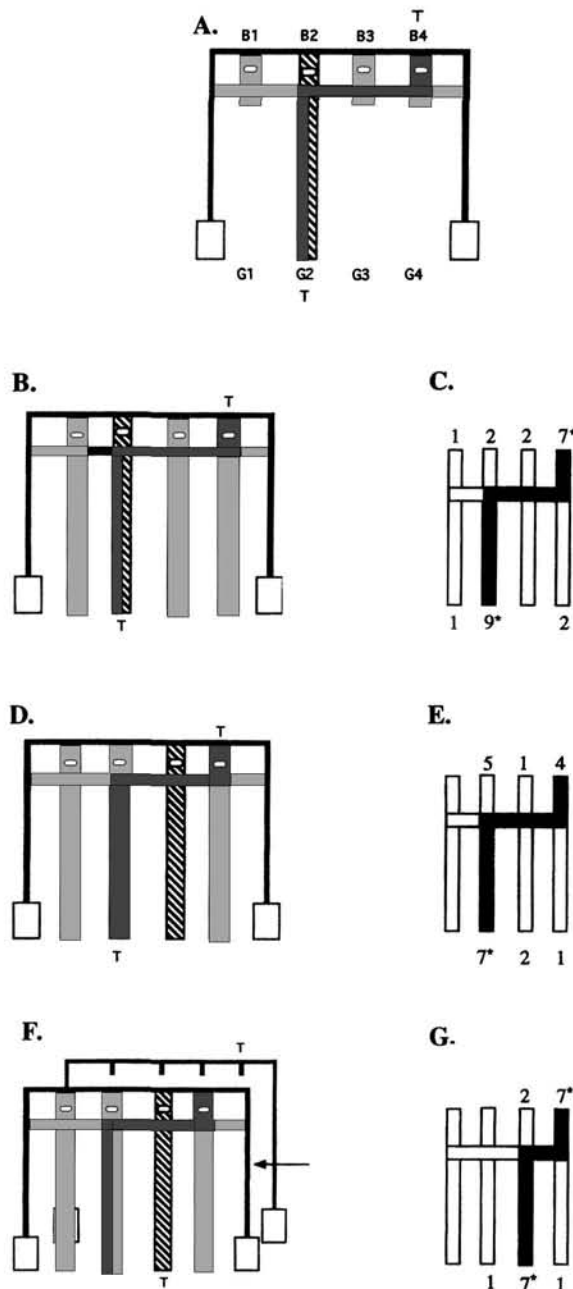 A.
T
B1 B2 B3 B4
G1 G2 G3 G4
T
B.
T
T
C.
1 2 2 7*
1 9* 2
D.
T
T
E.
5 1 4
7* 2 1
F.
T
T
G.
2 7*
1 7* 1